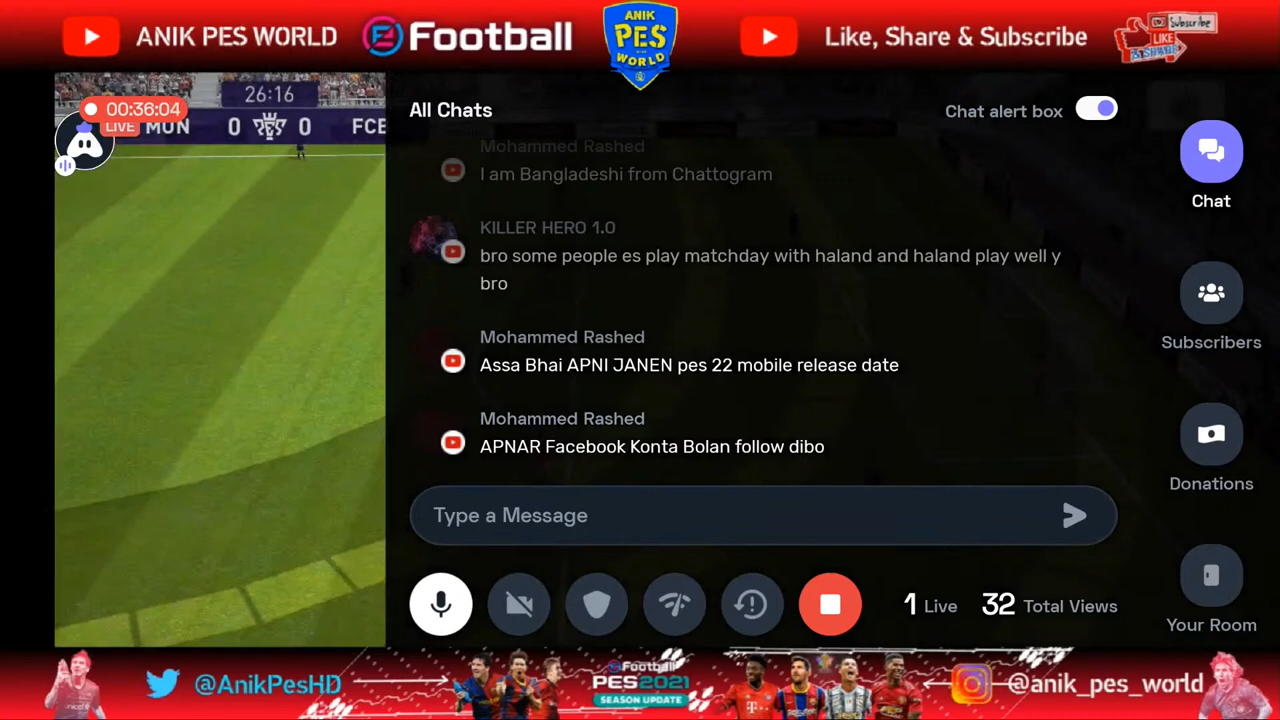 ANIK PES WORLD
Football
ANIK
PES
WORLD
Like, Share & Subscribe
Subscribe
LIKE
& SHARE
26:16
00:36:04
LIVE
MUN 0 0 FCB
All Chats
Chat alert box
Mohammed Rashed
I am Bangladeshi from Chattogram
KILLER HERO 1.0
bro some people es play matchday with haland and haland play well y
bro
Mohammed Rashed
Assa Bhai APNI JANEN pes 22 mobile release date
Mohammed Rashed
APNAR Facebook Konta Bolan follow dibo
Type a Message
1 Live
32 Total Views
Chat
Subscribers
Donations
Your Room
@AnikPesHD
eFootball
PES2021
SEASON UPDATE
@anik_pes_world